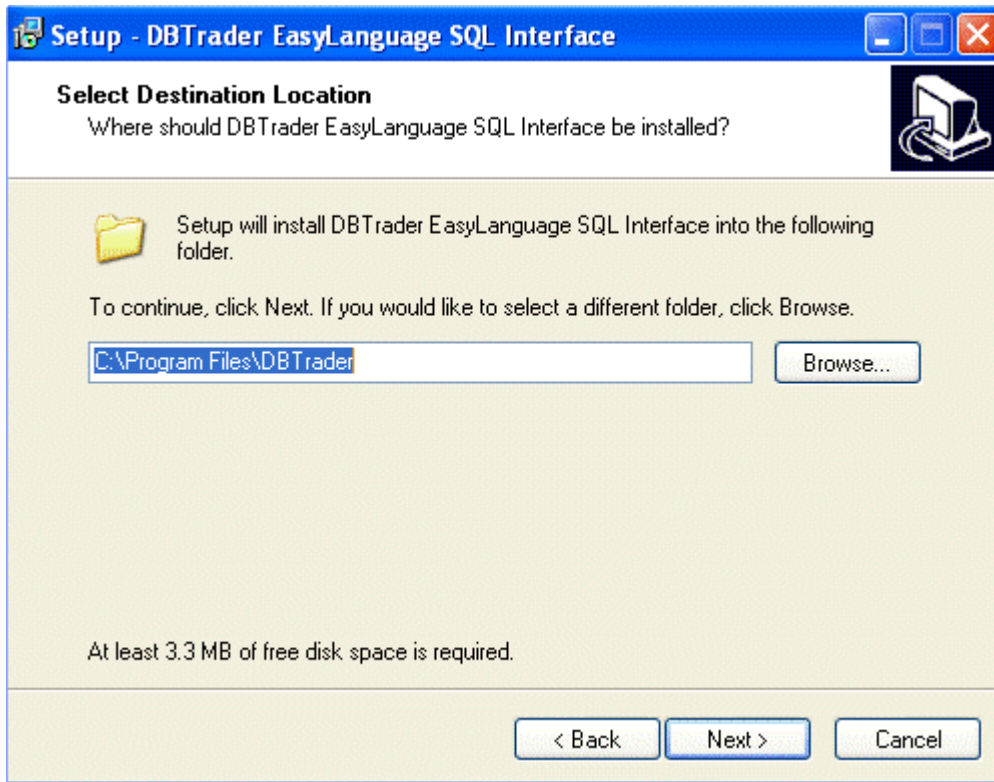 Setup - DBTrader EasyLanguage SQL Interface
Select Destination Location
Where should DBTrader EasyLanguage SQL Interface be installed?
Setup will install DBTrader EasyLanguage SQL Interface into the following
folder.
To continue, click Next. If you would like to select a different folder, click Browse.
C:\Program Files\DBTrader
Browse...
At least 3.3 MB of free disk space is required.
< Back
Next >
Cancel